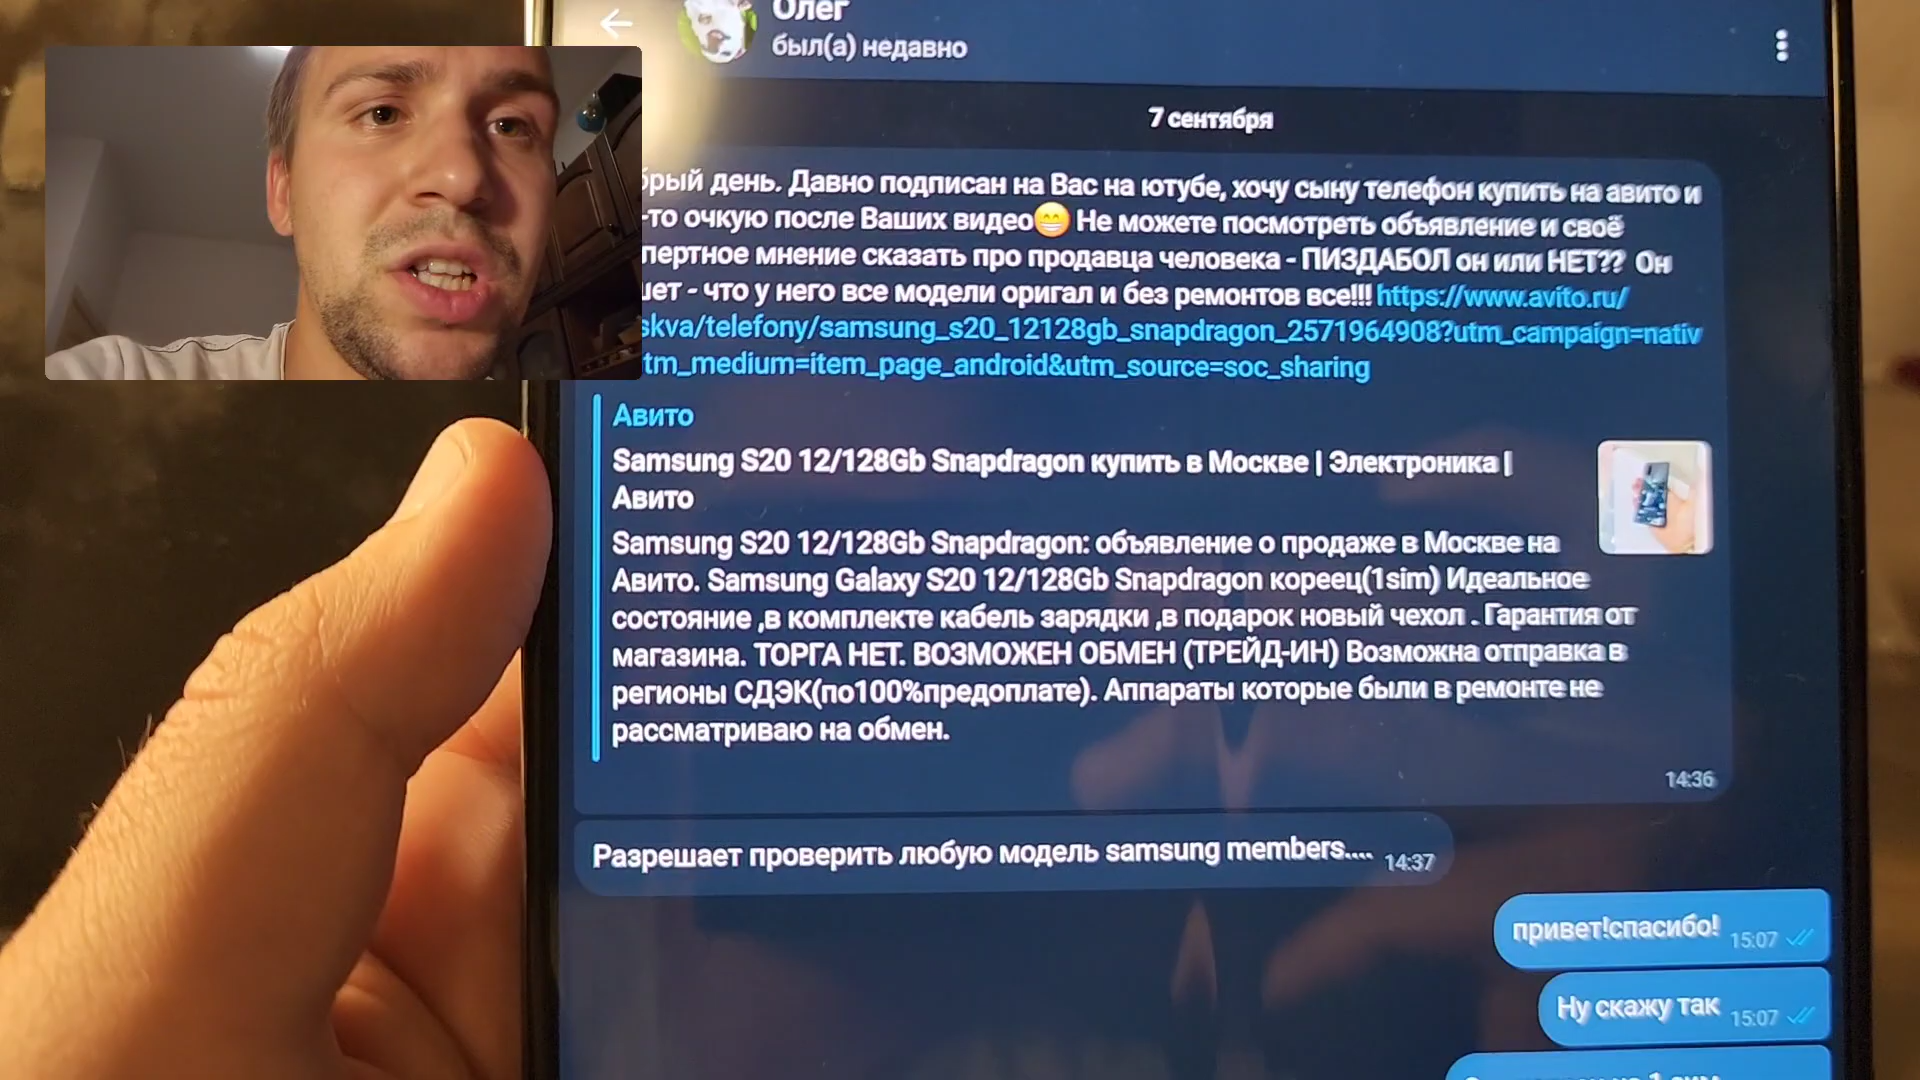 Олег
был(а) недавно
7 сентября
брый день. Давно подписан на Вас на ютубе, хочу сыну телефон купить на авито и
-то очкую после Ваших видео😁 Не можете посмотреть объявление и своё
пертное мнение сказать про продавца человека - ПИЗДАБОЛ он или НЕТ?? Он
шет - что у него все модели оригал и без ремонтов все!!! https://www.avito.ru/
skva/telefony/samsung_s20_12128gb_snapdragon_2571964908?utm_campaign=nativ
tm_medium=item_page_android&utm_source=soc_sharing
Авито
Samsung S20 12/128Gb Snapdragon купить в Москве | Электроника |
Авито
Samsung S20 12/128Gb Snapdragon: объявление о продаже в Москве на
Авито. Samsung Galaxy S20 12/128Gb Snapdragon кореец(1sim) Идеальное
состояние ,в комплекте кабель зарядки ,в подарок новый чехол . Гарантия от
магазина. ТОРГА НЕТ. ВОЗМОЖЕН ОБМЕН (ТРЕЙД-ИН) Возможна отправка в
регионы СДЭК(по100%предоплате). Аппараты которые были в ремонте не
рассматриваю на обмен.
14:36
Разрешает проверить любую модель samsung members.... 14:37
привет!спасибо! 15:07
Ну скажу так 15:07